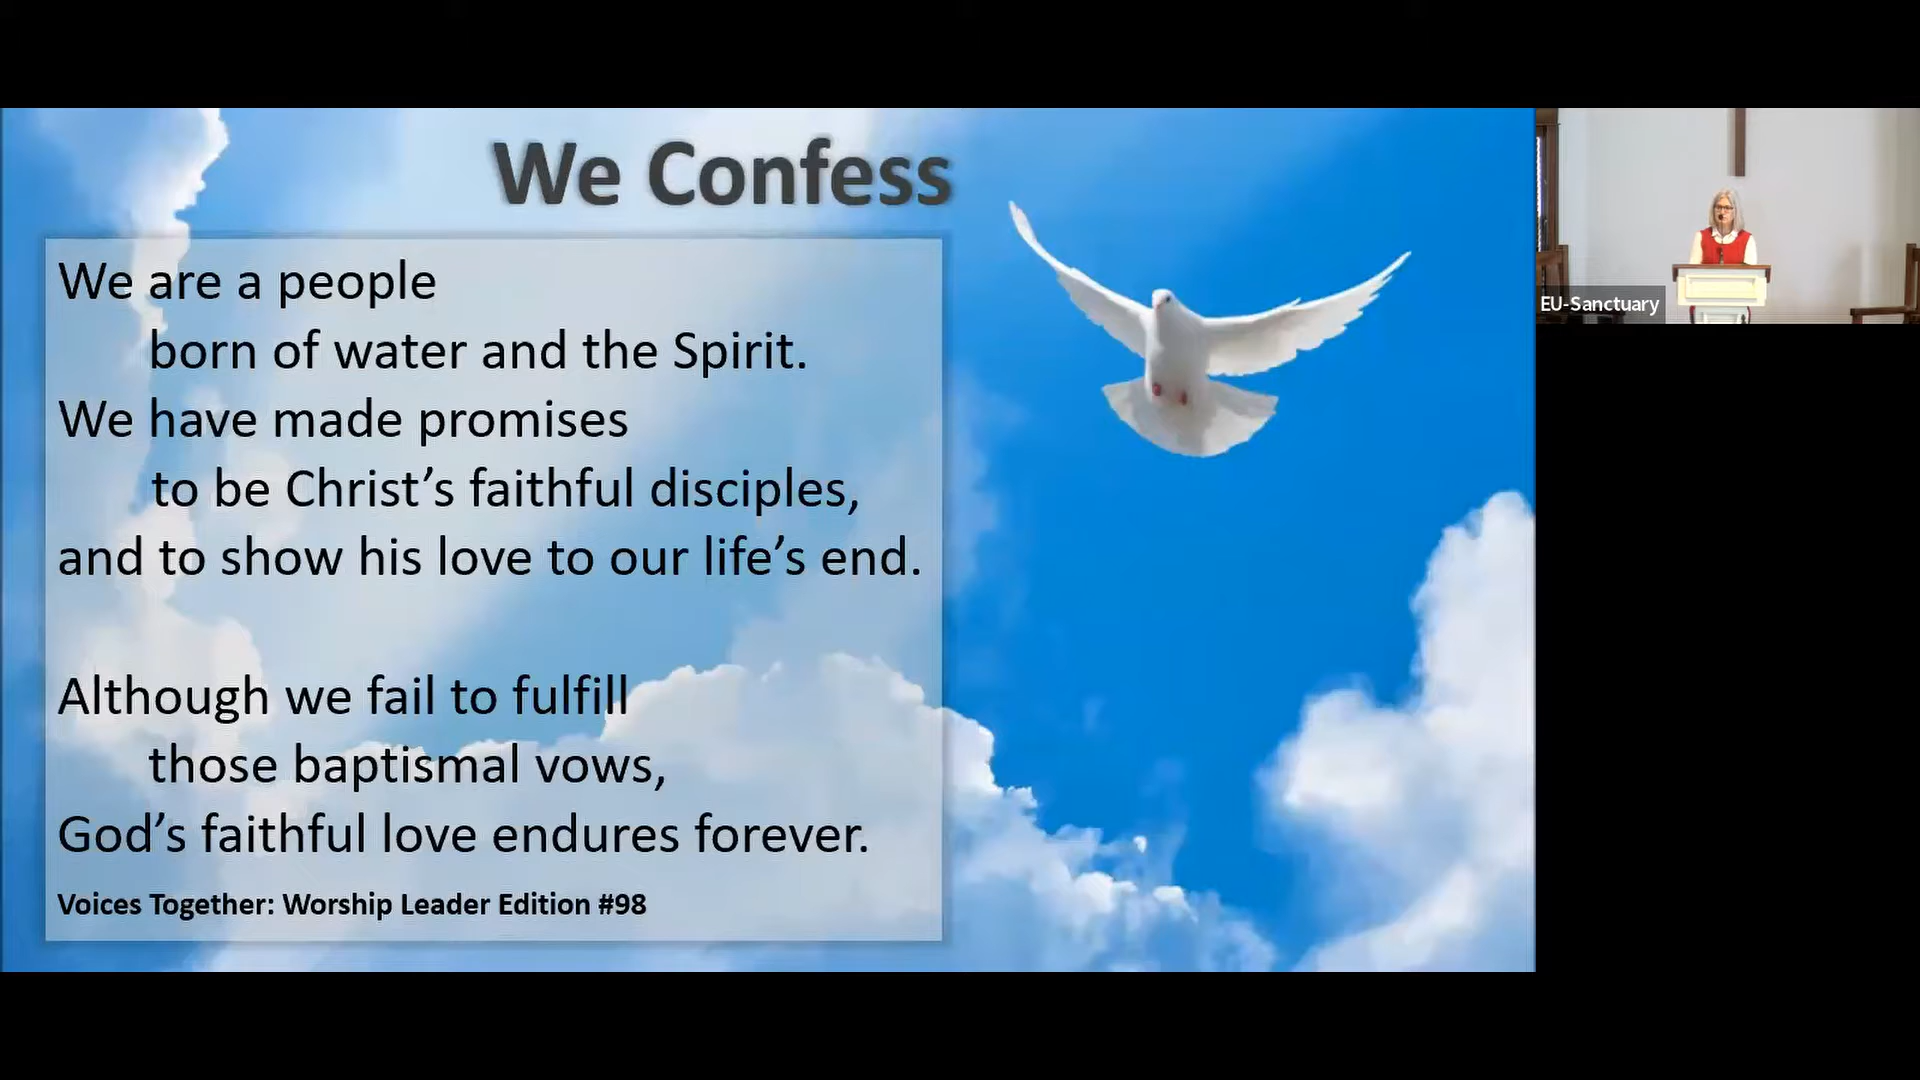 We Confess
We are a people
born of water and the Spirit.
We have made promises
to be Christ’s faithful disciples,
and to show his love to our life’s end.
Although we fail to fulfill
those baptismal vows,
God’s faithful love endures forever.
Voices Together: Worship Leader Edition #98
EU-Sanctuary